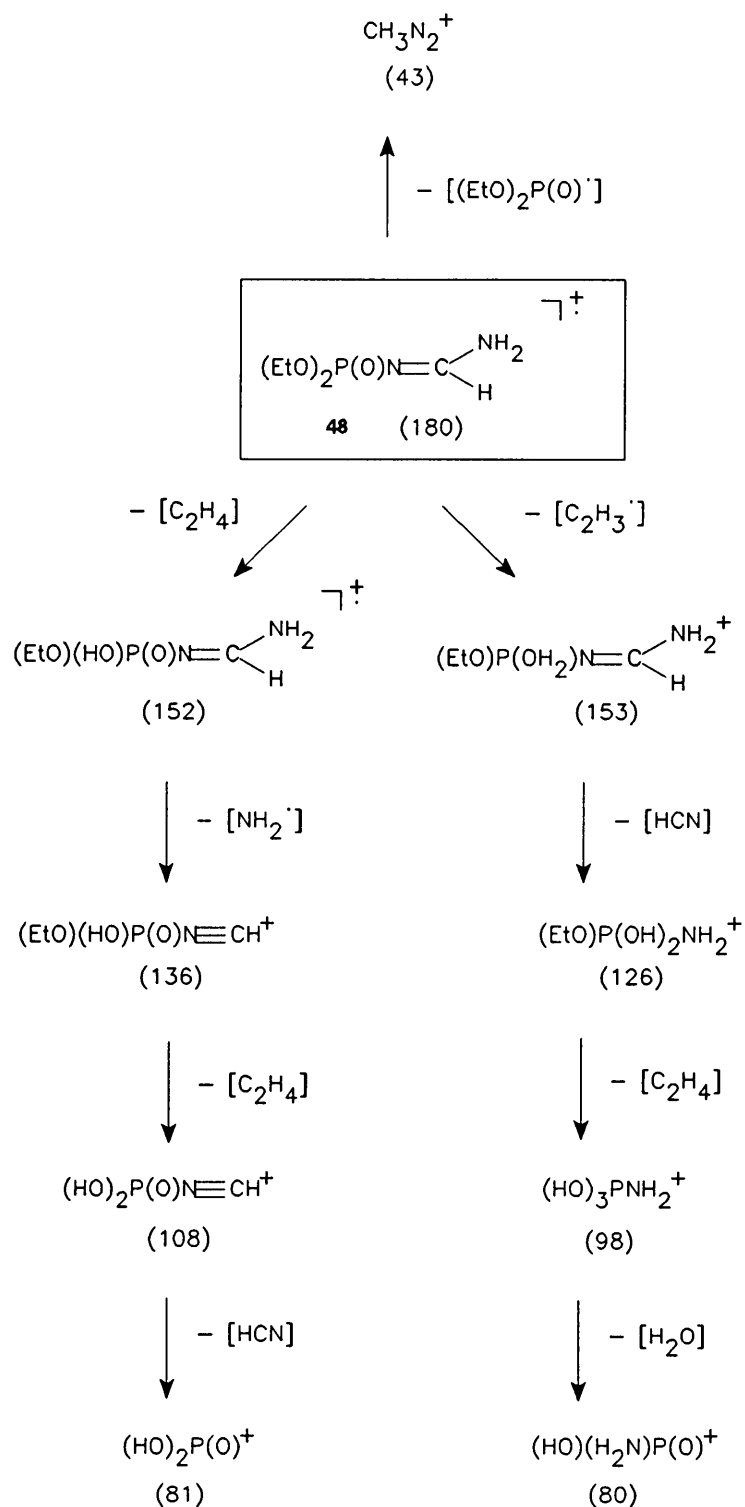 CH₃N₂⁺
(43)
− [(EtO)₂P(O)˙]
(EtO)₂P(O)N=C NH₂ H ⌉⁺·
48 (180)
− [C₂H₄]
− [C₂H₃˙]
(EtO)(HO)P(O)N=C NH₂ H ⌉⁺·
(152)
(EtO)P(OH₂)N=C NH₂⁺ H
(153)
− [NH₂˙]
− [HCN]
(EtO)(HO)P(O)N≡CH⁺
(136)
(EtO)P(OH)₂NH₂⁺
(126)
− [C₂H₄]
− [C₂H₄]
(HO)₂P(O)N≡CH⁺
(108)
(HO)₃PNH₂⁺
(98)
− [HCN]
− [H₂O]
(HO)₂P(O)⁺
(81)
(HO)(H₂N)P(O)⁺
(80)